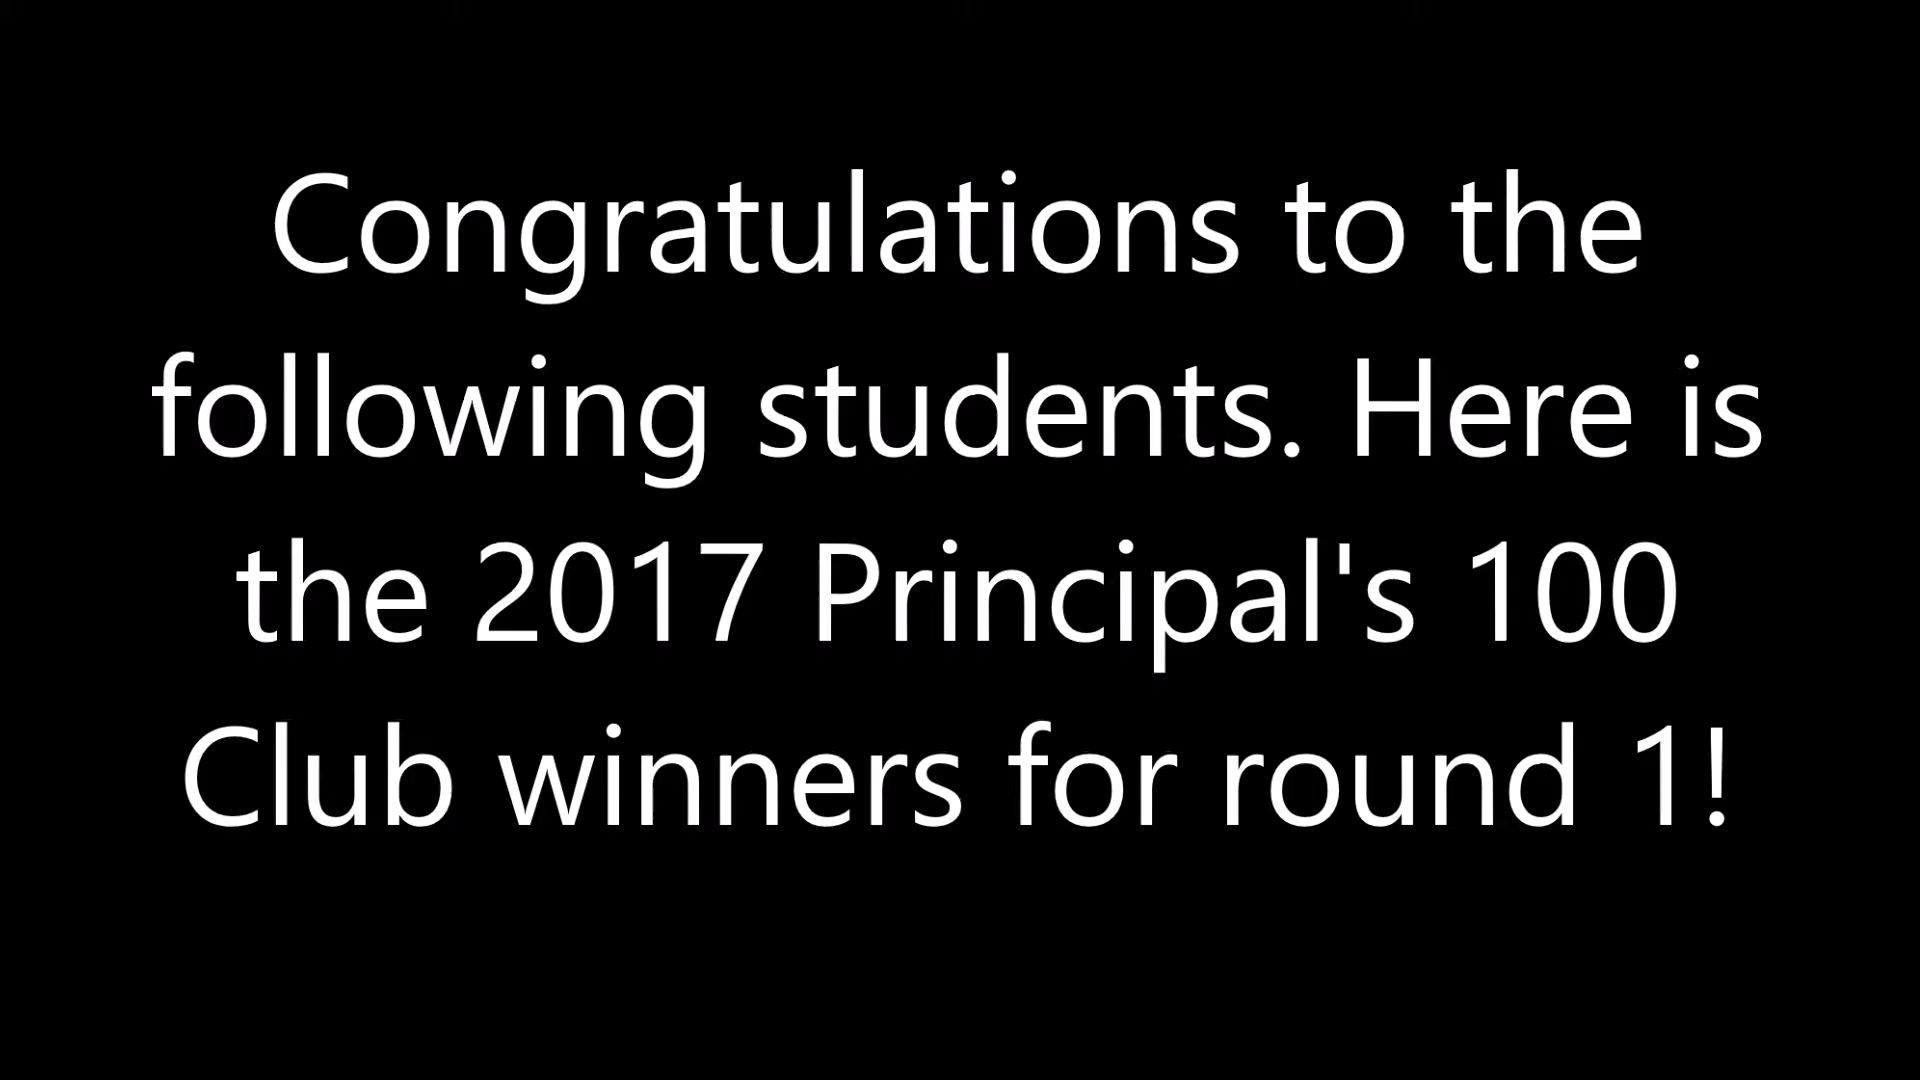 Congratulations to the
following students. Here is
the 2017 Principal's 100
Club winners for round 1!